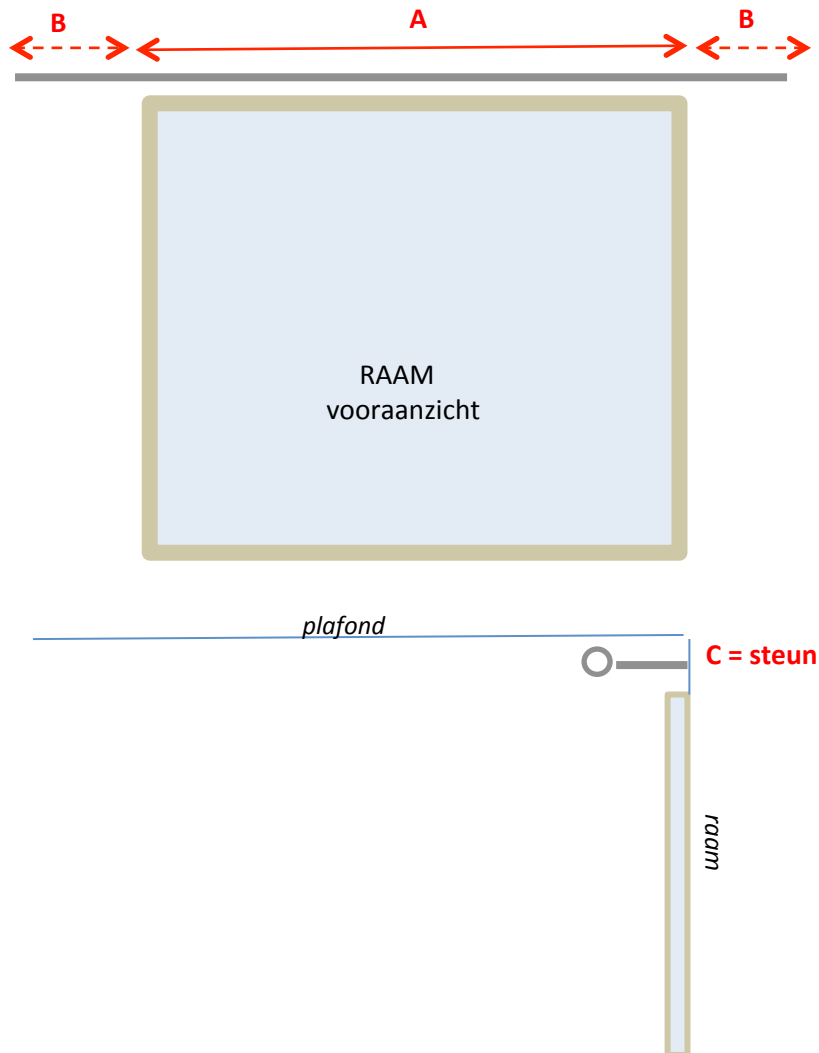 B
A
B
RAAM
vooraanzicht
plafond
C = steun
raam